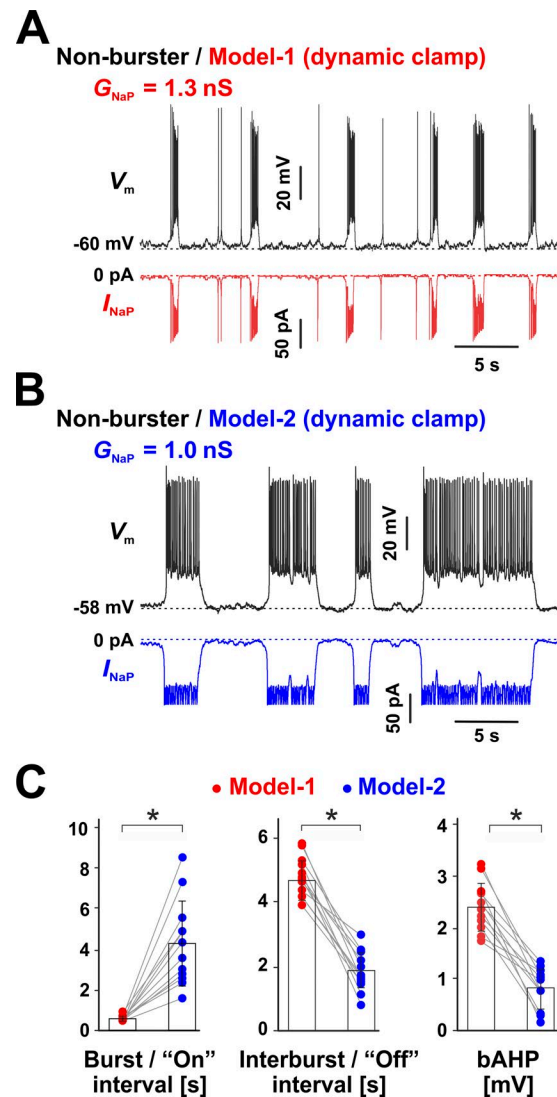 A
Non-burster / Model-1 (dynamic clamp)
GNaP = 1.3 nS
Vm
20 mV
-60 mV
0 pA
INaP
50 pA
5 s
B
Non-burster / Model-2 (dynamic clamp)
GNaP = 1.0 nS
Vm
20 mV
-58 mV
0 pA
INaP
50 pA
5 s
C
Model-1 Model-2
*
10
8
6
4
2
0
Burst / “On”
interval [s]
*
6
4
2
0
Interburst / “Off”
interval [s]
*
4
3
2
1
0
bAHP
[mV]